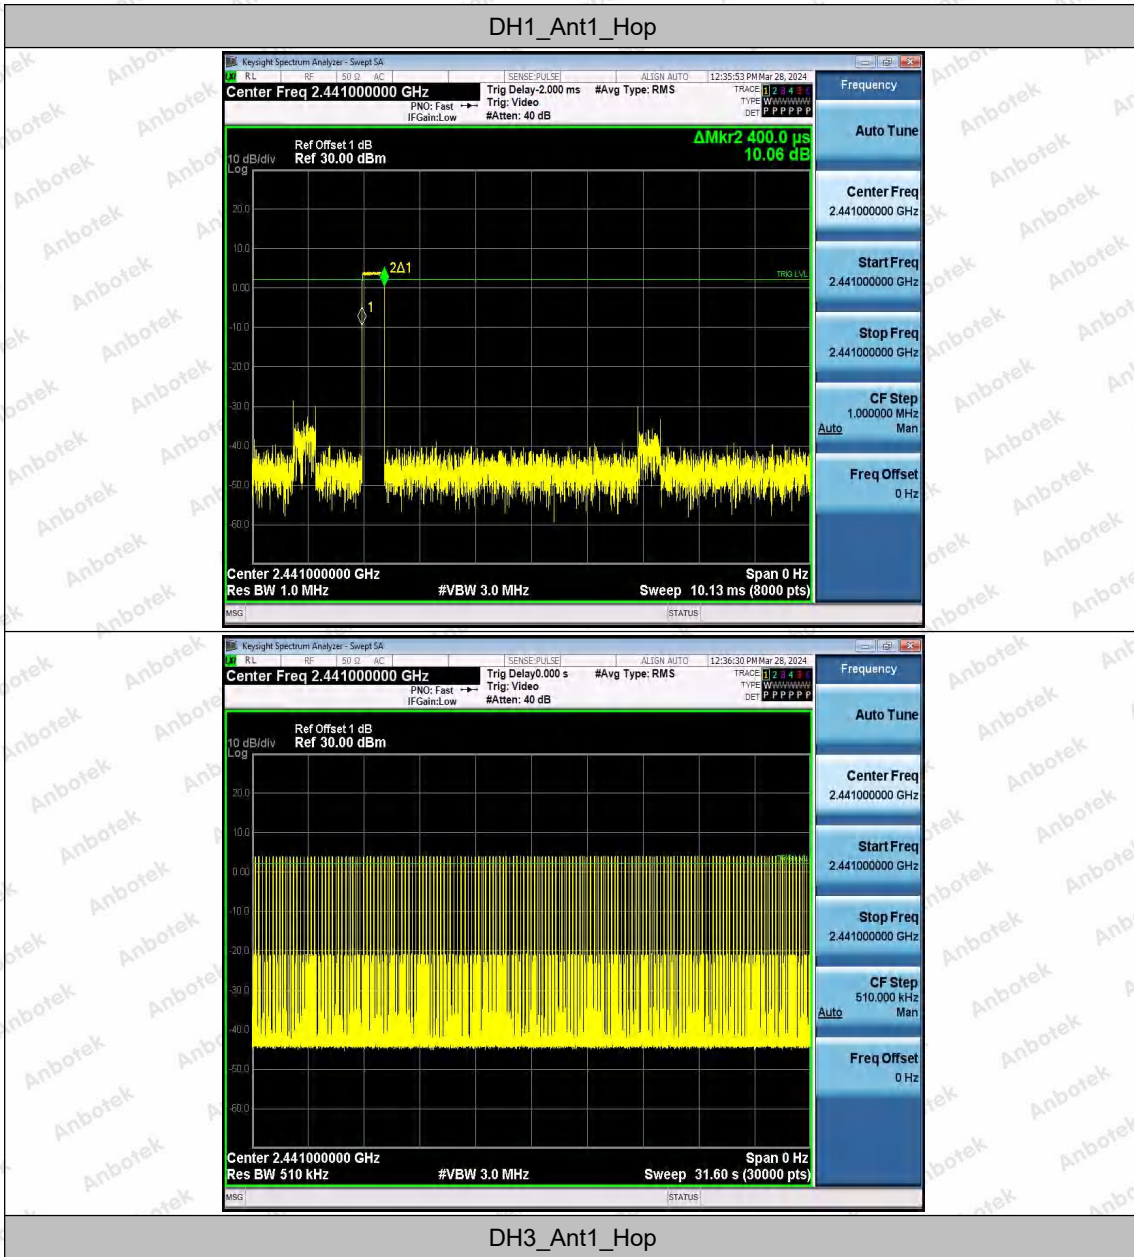 DH1_Ant1_Hop
Keysight Spectrum Analyzer - Swept SA
RL RF 50 Ω AC SENSE:PULSE ALIGN AUTO 12:35:53 PM Mar 28, 2024
Center Freq 2.441000000 GHz
PNO: Fast
IFGain:Low
Trig Delay-2.000 ms
Trig: Video
#Atten: 40 dB
#Avg Type: RMS
TRACE 1 2 3 4 5 6
TYPE WWWWWW
DET P P P P P P
Frequency
ΔMkr2 400.0 µs
10.06 dB
Ref Offset 1 dB
10 dB/div Ref 30.00 dBm
Log
20.0
10.0
0.00
-10.0
-20.0
-30.0
-40.0
-50.0
-60.0
2Δ1
1
TRIG LVL
Auto Tune
Center Freq
2.441000000 GHz
Start Freq
2.441000000 GHz
Stop Freq
2.441000000 GHz
CF Step
1.000000 MHz
Auto Man
Freq Offset
0 Hz
Center 2.441000000 GHz Span 0 Hz
Res BW 1.0 MHz #VBW 3.0 MHz Sweep 10.13 ms (8000 pts)
MSG STATUS
Keysight Spectrum Analyzer - Swept SA
RL RF 50 Ω AC SENSE:PULSE ALIGN AUTO 12:36:30 PM Mar 28, 2024
Center Freq 2.441000000 GHz
PNO: Fast
IFGain:Low
Trig Delay0.000 s
Trig: Video
#Atten: 40 dB
#Avg Type: RMS
TRACE 1 2 3 4 5 6
TYPE WWWWWW
DET P P P P P P
Frequency
Ref Offset 1 dB
10 dB/div Ref 30.00 dBm
Log
20.0
10.0
0.00
-10.0
-20.0
-30.0
-40.0
-50.0
-60.0
Auto Tune
Center Freq
2.441000000 GHz
Start Freq
2.441000000 GHz
Stop Freq
2.441000000 GHz
CF Step
510.000 kHz
Auto Man
Freq Offset
0 Hz
Center 2.441000000 GHz Span 0 Hz
Res BW 510 kHz #VBW 3.0 MHz Sweep 31.60 s (30000 pts)
MSG STATUS
DH3_Ant1_Hop
Anbotek